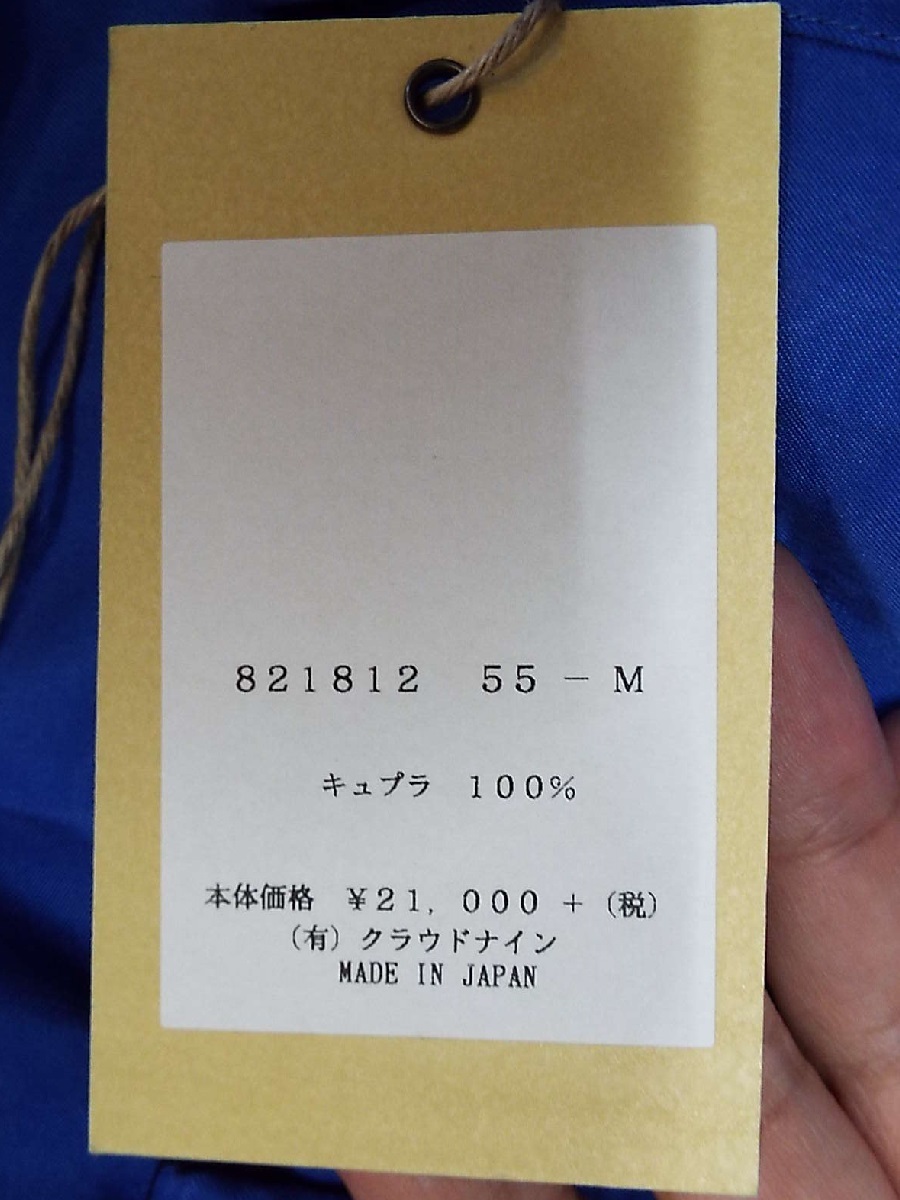 ８２１８１２　５５－Ｍ
キュプラ　１００％
本体価格　￥２１，０００＋（税）
（有）クラウドナイン
MADE IN JAPAN